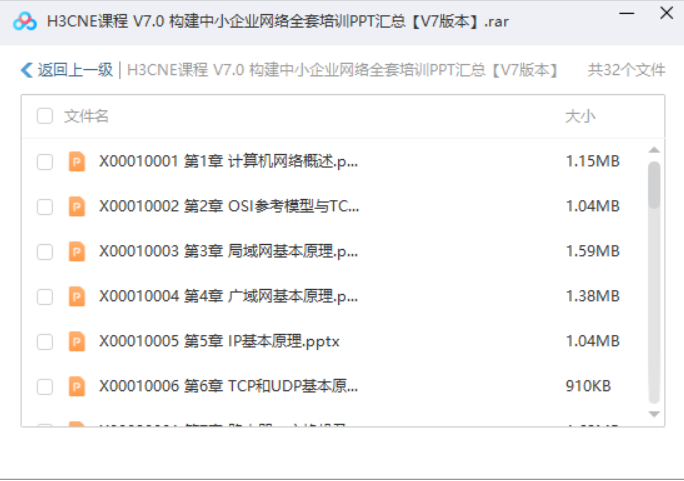 H3CNE课程 V7.0 构建中小企业网络全套培训PPT汇总【V7版本】.rar
返回上一级 | H3CNE课程 V7.0 构建中小企业网络全套培训PPT汇总【V7版本】 共32个文件
文件名 大小
X00010001 第1章 计算机网络概述.p... 1.15MB
X00010002 第2章 OSI参考模型与TC... 1.04MB
X00010003 第3章 局域网基本原理.p... 1.59MB
X00010004 第4章 广域网基本原理.p... 1.38MB
X00010005 第5章 IP基本原理.pptx 1.04MB
X00010006 第6章 TCP和UDP基本原... 910KB